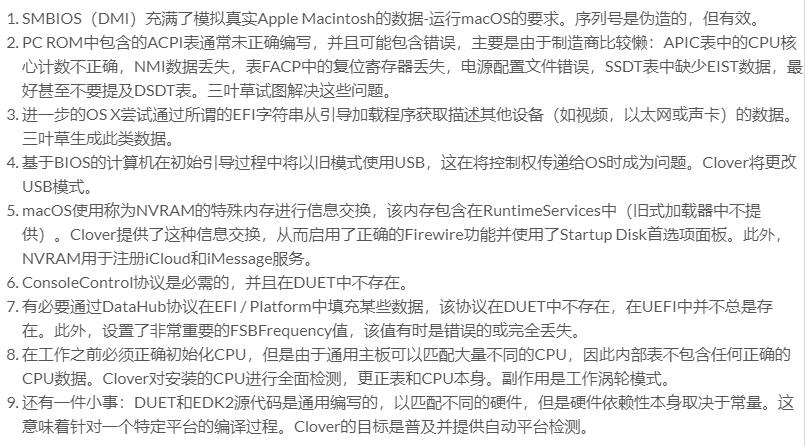 1. SMBIOS（DMI）充满了模拟真实Apple Macintosh的数据-运行macOS的要求。序列号是伪造的，但有效。
2. PC ROM中包含的ACPI表通常未正确编写，并且可能包含错误，主要是由于制造商比较懒：APIC表中的CPU核
心计数不正确，NMI数据丢失，表FACP中的复位寄存器丢失，电源配置文件错误，SSDT表中缺少EIST数据，最
好甚至不要提及DSDT表。三叶草试图解决这些问题。
3. 进一步的OS X尝试通过所谓的EFI字符串从引导加载程序获取描述其他设备（如视频，以太网或声卡）的数据。
三叶草生成此类数据。
4. 基于BIOS的计算机在初始引导过程中将以旧模式使用USB，这在将控制权传递给OS时成为问题。Clover将更改
USB模式。
5. macOS使用称为NVRAM的特殊内存进行信息交换，该内存包含在RuntimeServices中（旧式加载器中不提
供）。Clover提供了这种信息交换，从而启用了正确的Firewire功能并使用了Startup Disk首选项面板。此外，
NVRAM用于注册iCloud和iMessage服务。
6. ConsoleControl协议是必需的，并且在DUET中不存在。
7. 有必要通过DataHub协议在EFI / Platform中填充某些数据，该协议在DUET中不存在，在UEFI中并不总是存
在。此外，设置了非常重要的FSBFrequency值，该值有时是错误的或完全丢失。
8. 在工作之前必须正确初始化CPU，但是由于通用主板可以匹配大量不同的CPU，因此内部表不包含任何正确的
CPU数据。Clover对安装的CPU进行全面检测，更正表和CPU本身。副作用是工作涡轮模式。
9. 还有一件小事：DUET和EDK2源代码是通用编写的，以匹配不同的硬件，但是硬件依赖性本身取决于常量。这
意味着针对一个特定平台的编译过程。Clover的目标是普及并提供自动平台检测。